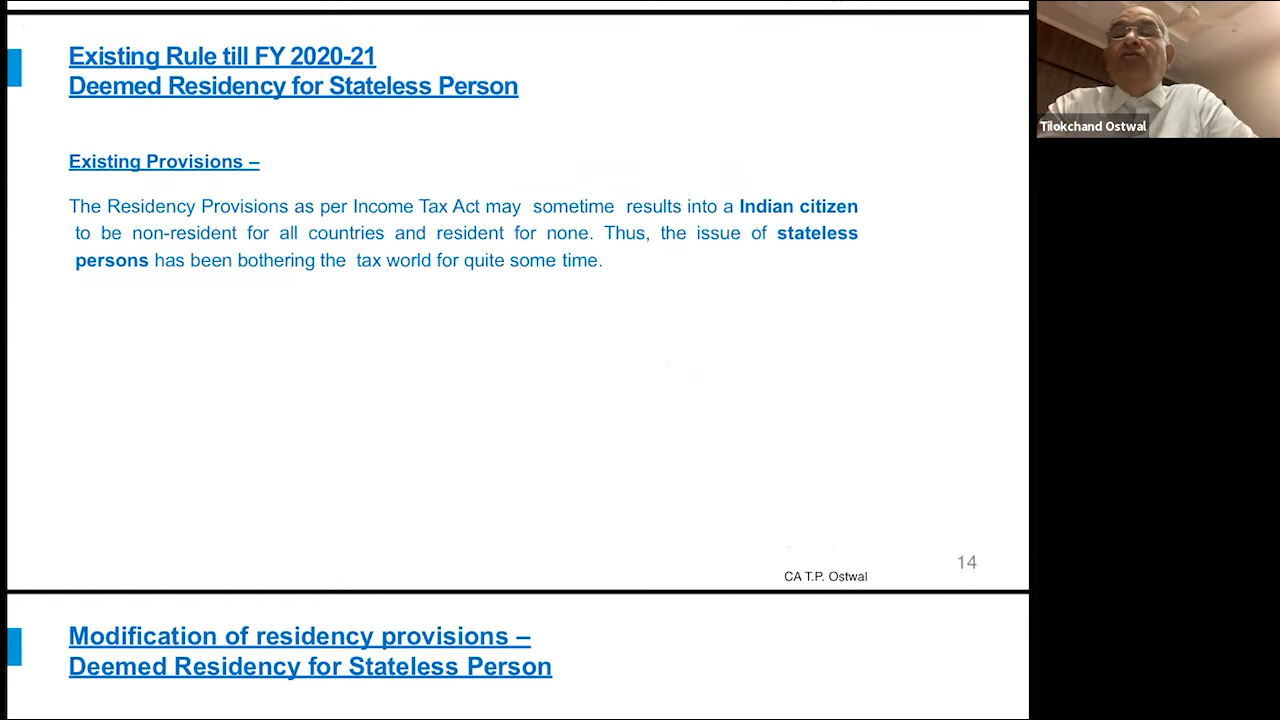 Existing Rule till FY 2020-21
Deemed Residency for Stateless Person
Existing Provisions –
The Residency Provisions as per Income Tax Act may sometime results into a Indian citizen
to be non-resident for all countries and resident for none. Thus, the issue of stateless
persons has been bothering the tax world for quite some time.
CA T.P. Ostwal
14
Modification of residency provisions –
Deemed Residency for Stateless Person
Tilokchand Ostwal